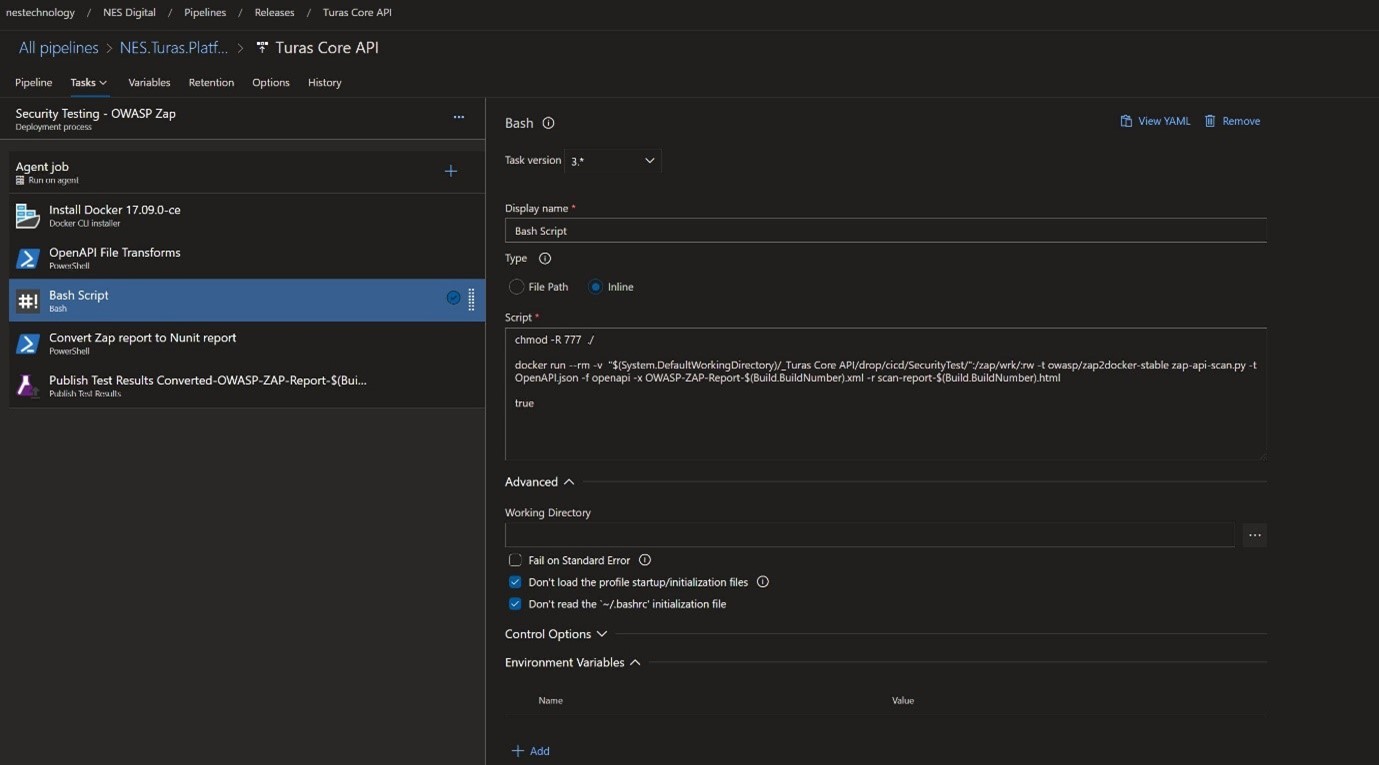 nestechnology / NES Digital / Pipelines / Releases / Turas Core API
All pipelines > NES.Turas.Platf... > Turas Core API
Pipeline Tasks Variables Retention Options History
Security Testing - OWASP Zap
Deployment process
Agent job
Run on agent
Install Docker 17.09.0-ce
Docker CLI installer
OpenAPI File Transforms
PowerShell
Bash Script
Bash
Convert Zap report to Nunit report
PowerShell
Publish Test Results Converted-OWASP-ZAP-Report-$(Bui...
Publish Test Results
Bash
View YAML Remove
Task version 3.*
Display name *
Bash Script
Type
File Path Inline
Script *
chmod -R 777 ./
docker run --rm -v "$(System.DefaultWorkingDirectory)/_Turas Core API/drop/cicd/SecurityTest/":/zap/wrk/:rw -t owasp/zap2docker-stable zap-api-scan.py -t
OpenAPI.json -f openapi -x OWASP-ZAP-Report-$(Build.BuildNumber).xml -r scan-report-$(Build.BuildNumber).html
true
Advanced
Working Directory
Fail on Standard Error
Don't load the profile startup/initialization files
Don't read the `~/.bashrc' initialization file
Control Options
Environment Variables
Name Value
Add